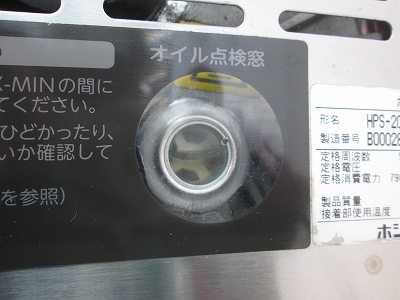 オイル点検窓
X-MINの間に
てください。
ひどかったり、
いか確認して
を参照)
形名 HPS-20
製造番号 B00028
定格周波数
定格電圧
定格消費電力 790
製品質量
接着部使用温度
ホシ